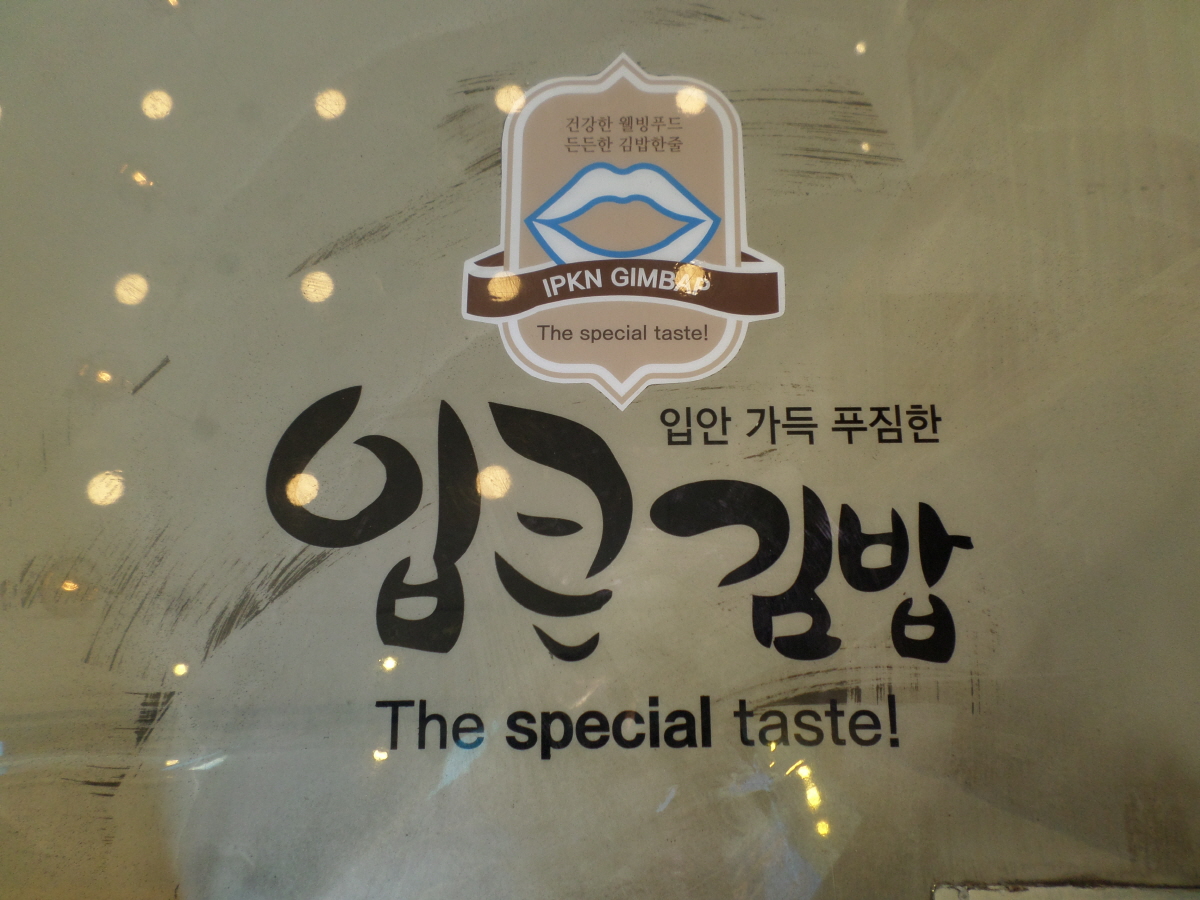 건강한 웰빙푸드
든든한 김밥한줄
IPKN GIMBAP
The special taste!
입안 가득 푸짐한
입큰 김밥
The special taste!